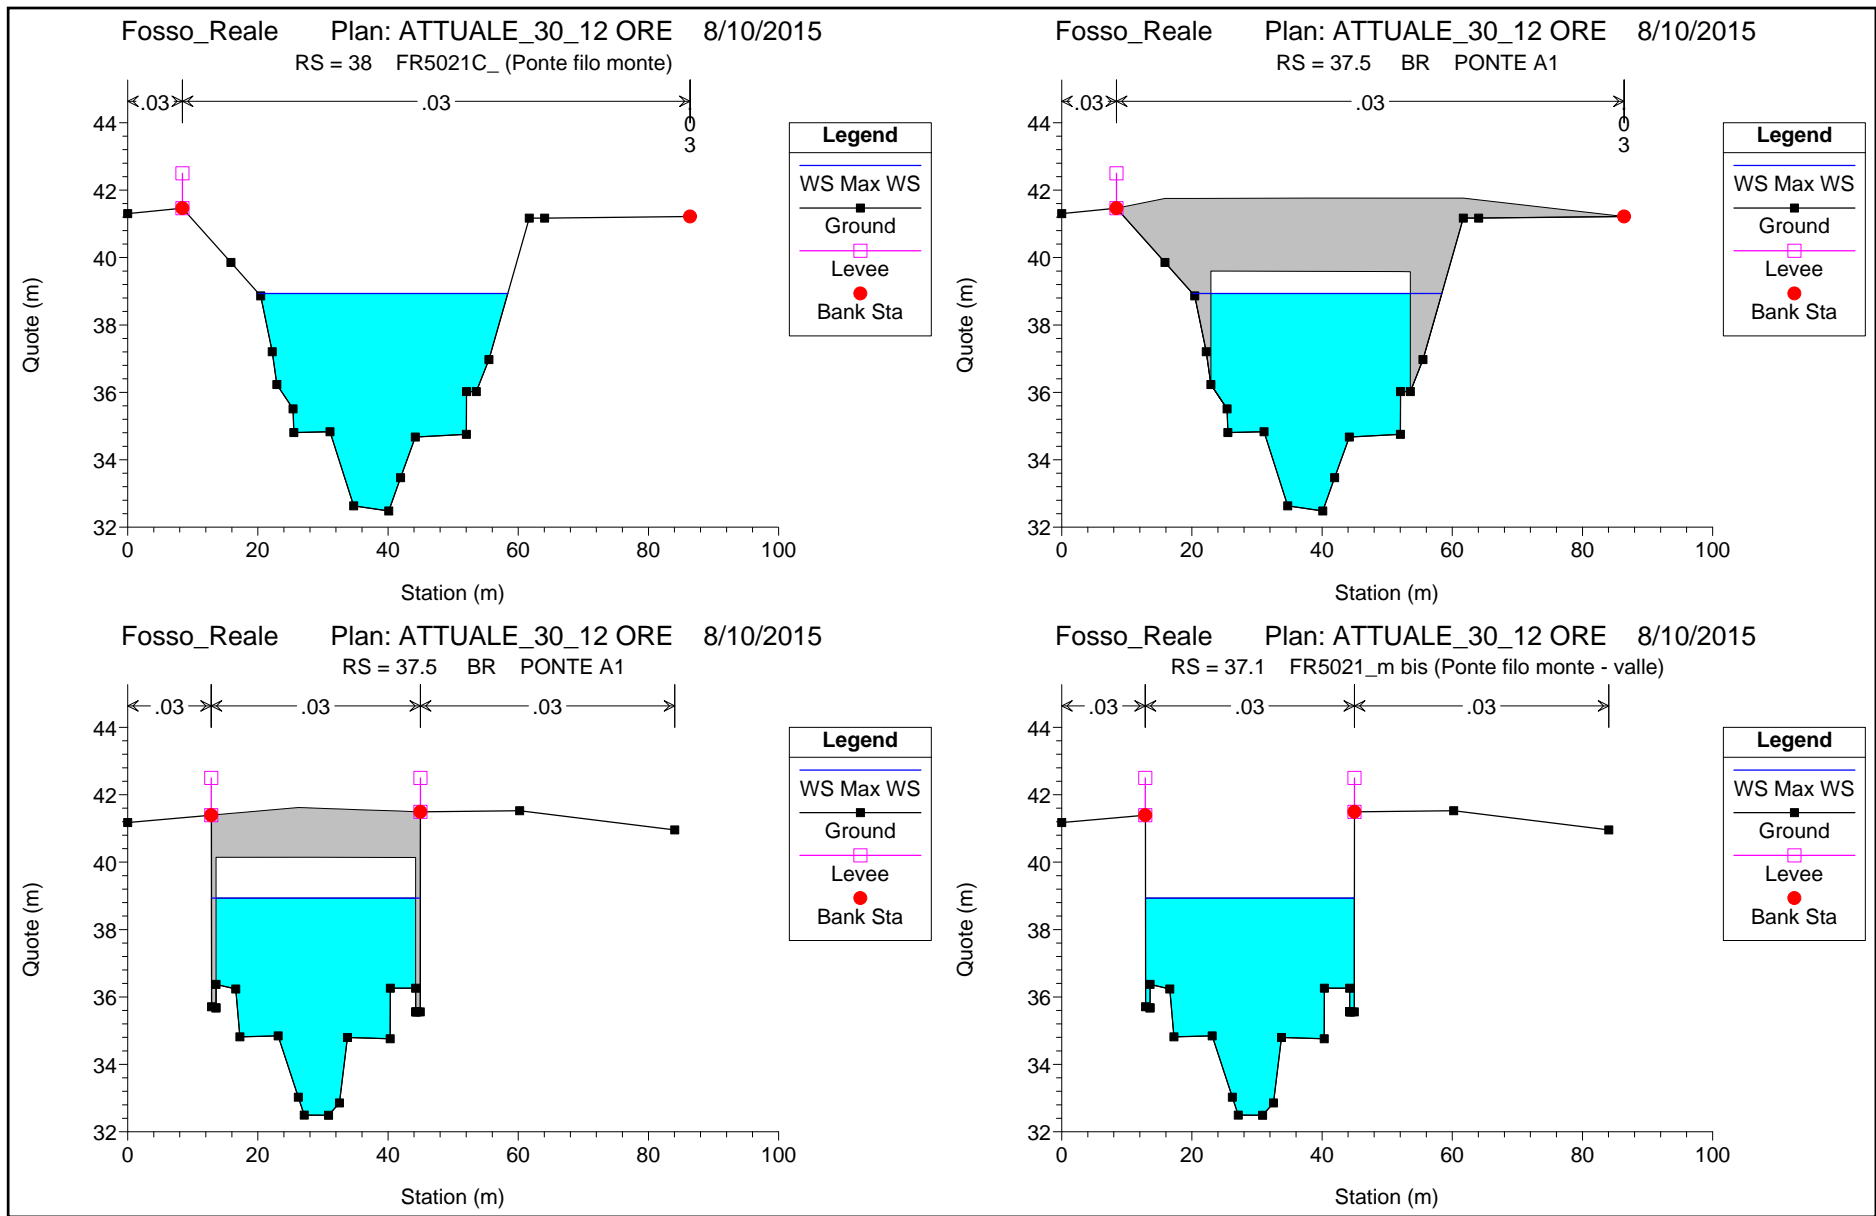 Fosso_Reale Plan: ATTUALE_30_12 ORE 8/10/2015
RS = 38 FR5021C_ (Ponte filo monte)
.03 .03 .03
44
42
40
38
36
34
32
Quote (m)
0 20 40 60 80 100
Station (m)
Legend
WS Max WS
Ground
Levee
Bank Sta
Fosso_Reale Plan: ATTUALE_30_12 ORE 8/10/2015
RS = 37.5 BR PONTE A1
.03 .03 .03
44
42
40
38
36
34
32
Quote (m)
0 20 40 60 80 100
Station (m)
Legend
WS Max WS
Ground
Levee
Bank Sta
Fosso_Reale Plan: ATTUALE_30_12 ORE 8/10/2015
RS = 37.5 BR PONTE A1
.03 .03 .03
44
42
40
38
36
34
32
Quote (m)
0 20 40 60 80 100
Station (m)
Legend
WS Max WS
Ground
Levee
Bank Sta
Fosso_Reale Plan: ATTUALE_30_12 ORE 8/10/2015
RS = 37.1 FR5021_m bis (Ponte filo monte - valle)
.03 .03 .03
44
42
40
38
36
34
32
Quote (m)
0 20 40 60 80 100
Station (m)
Legend
WS Max WS
Ground
Levee
Bank Sta